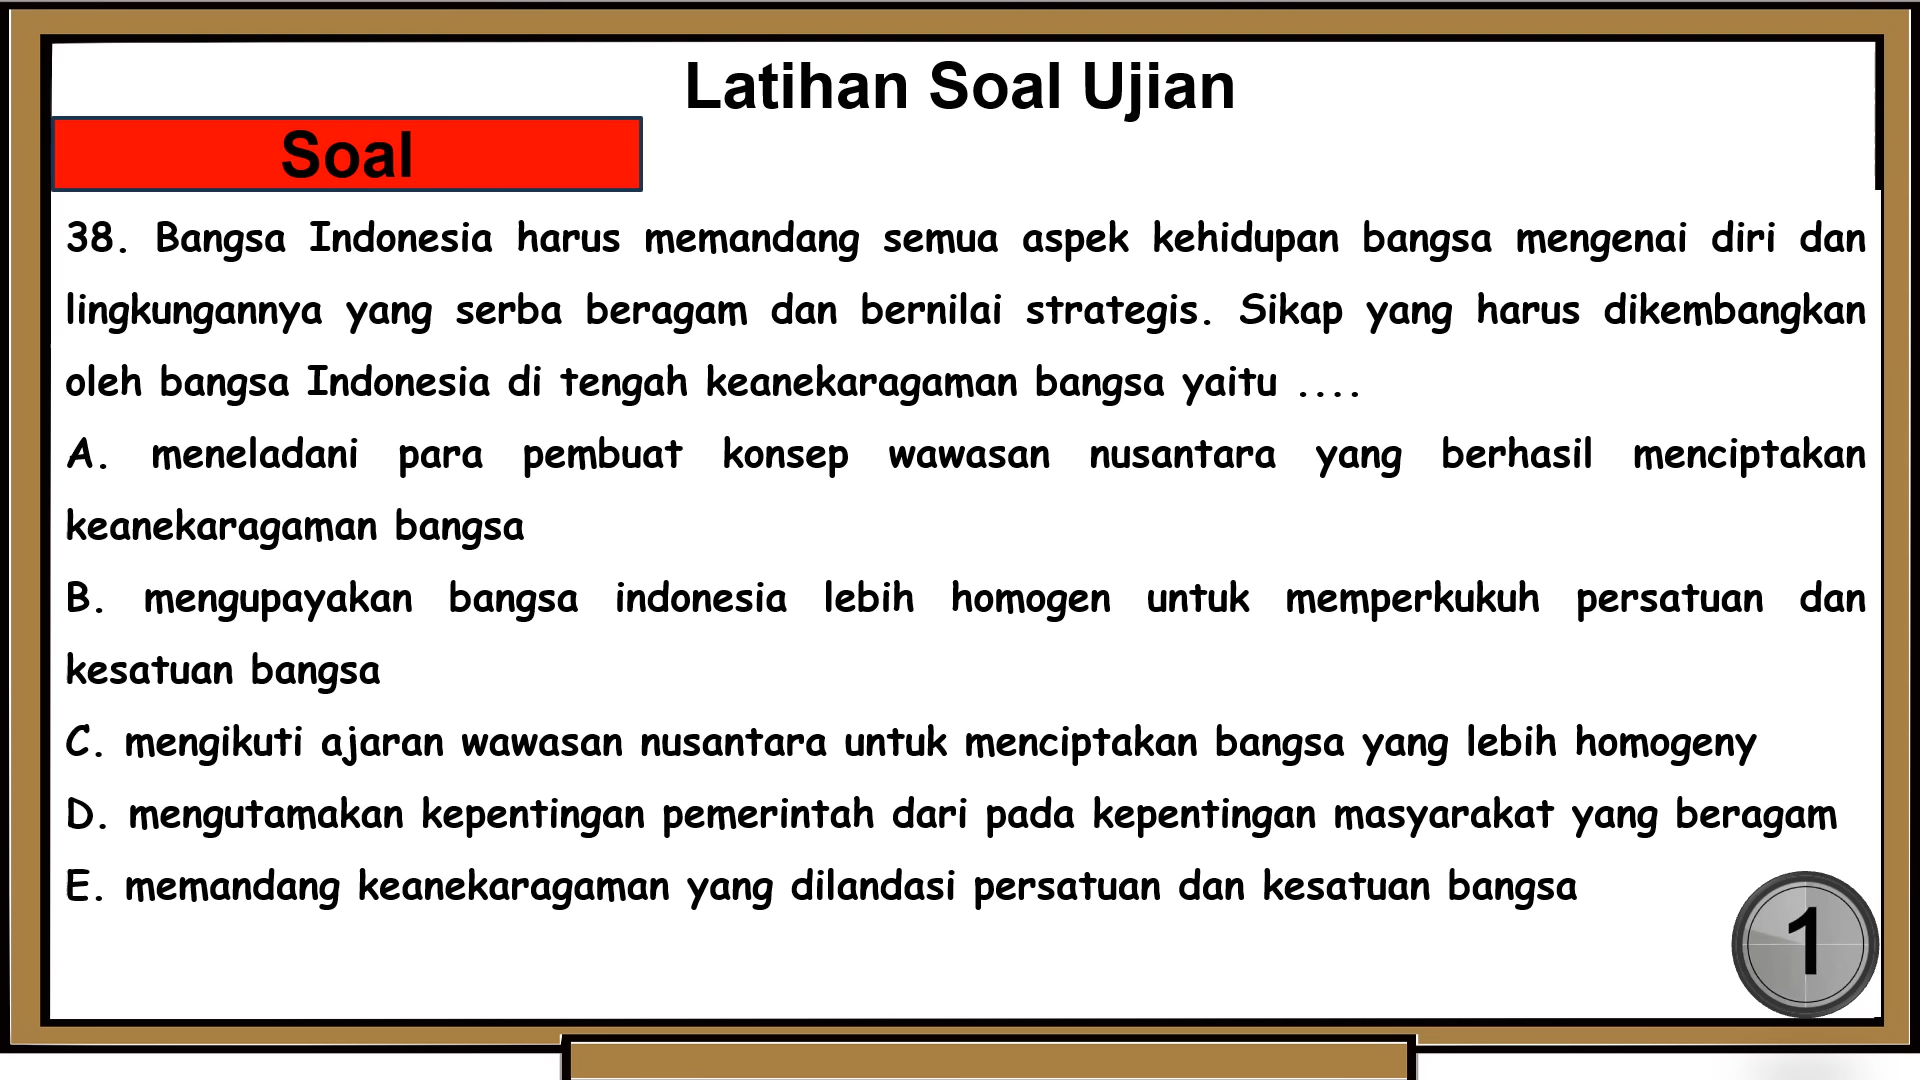 Latihan Soal Ujian
Soal
38. Bangsa Indonesia harus memandang semua aspek kehidupan bangsa mengenai diri dan
lingkungannya yang serba beragam dan bernilai strategis. Sikap yang harus dikembangkan
oleh bangsa Indonesia di tengah keanekaragaman bangsa yaitu ....
A. meneladani para pembuat konsep wawasan nusantara yang berhasil menciptakan
keanekaragaman bangsa
B. mengupayakan bangsa indonesia lebih homogen untuk memperkukuh persatuan dan
kesatuan bangsa
C. mengikuti ajaran wawasan nusantara untuk menciptakan bangsa yang lebih homogeny
D. mengutamakan kepentingan pemerintah dari pada kepentingan masyarakat yang beragam
E. memandang keanekaragaman yang dilandasi persatuan dan kesatuan bangsa
1